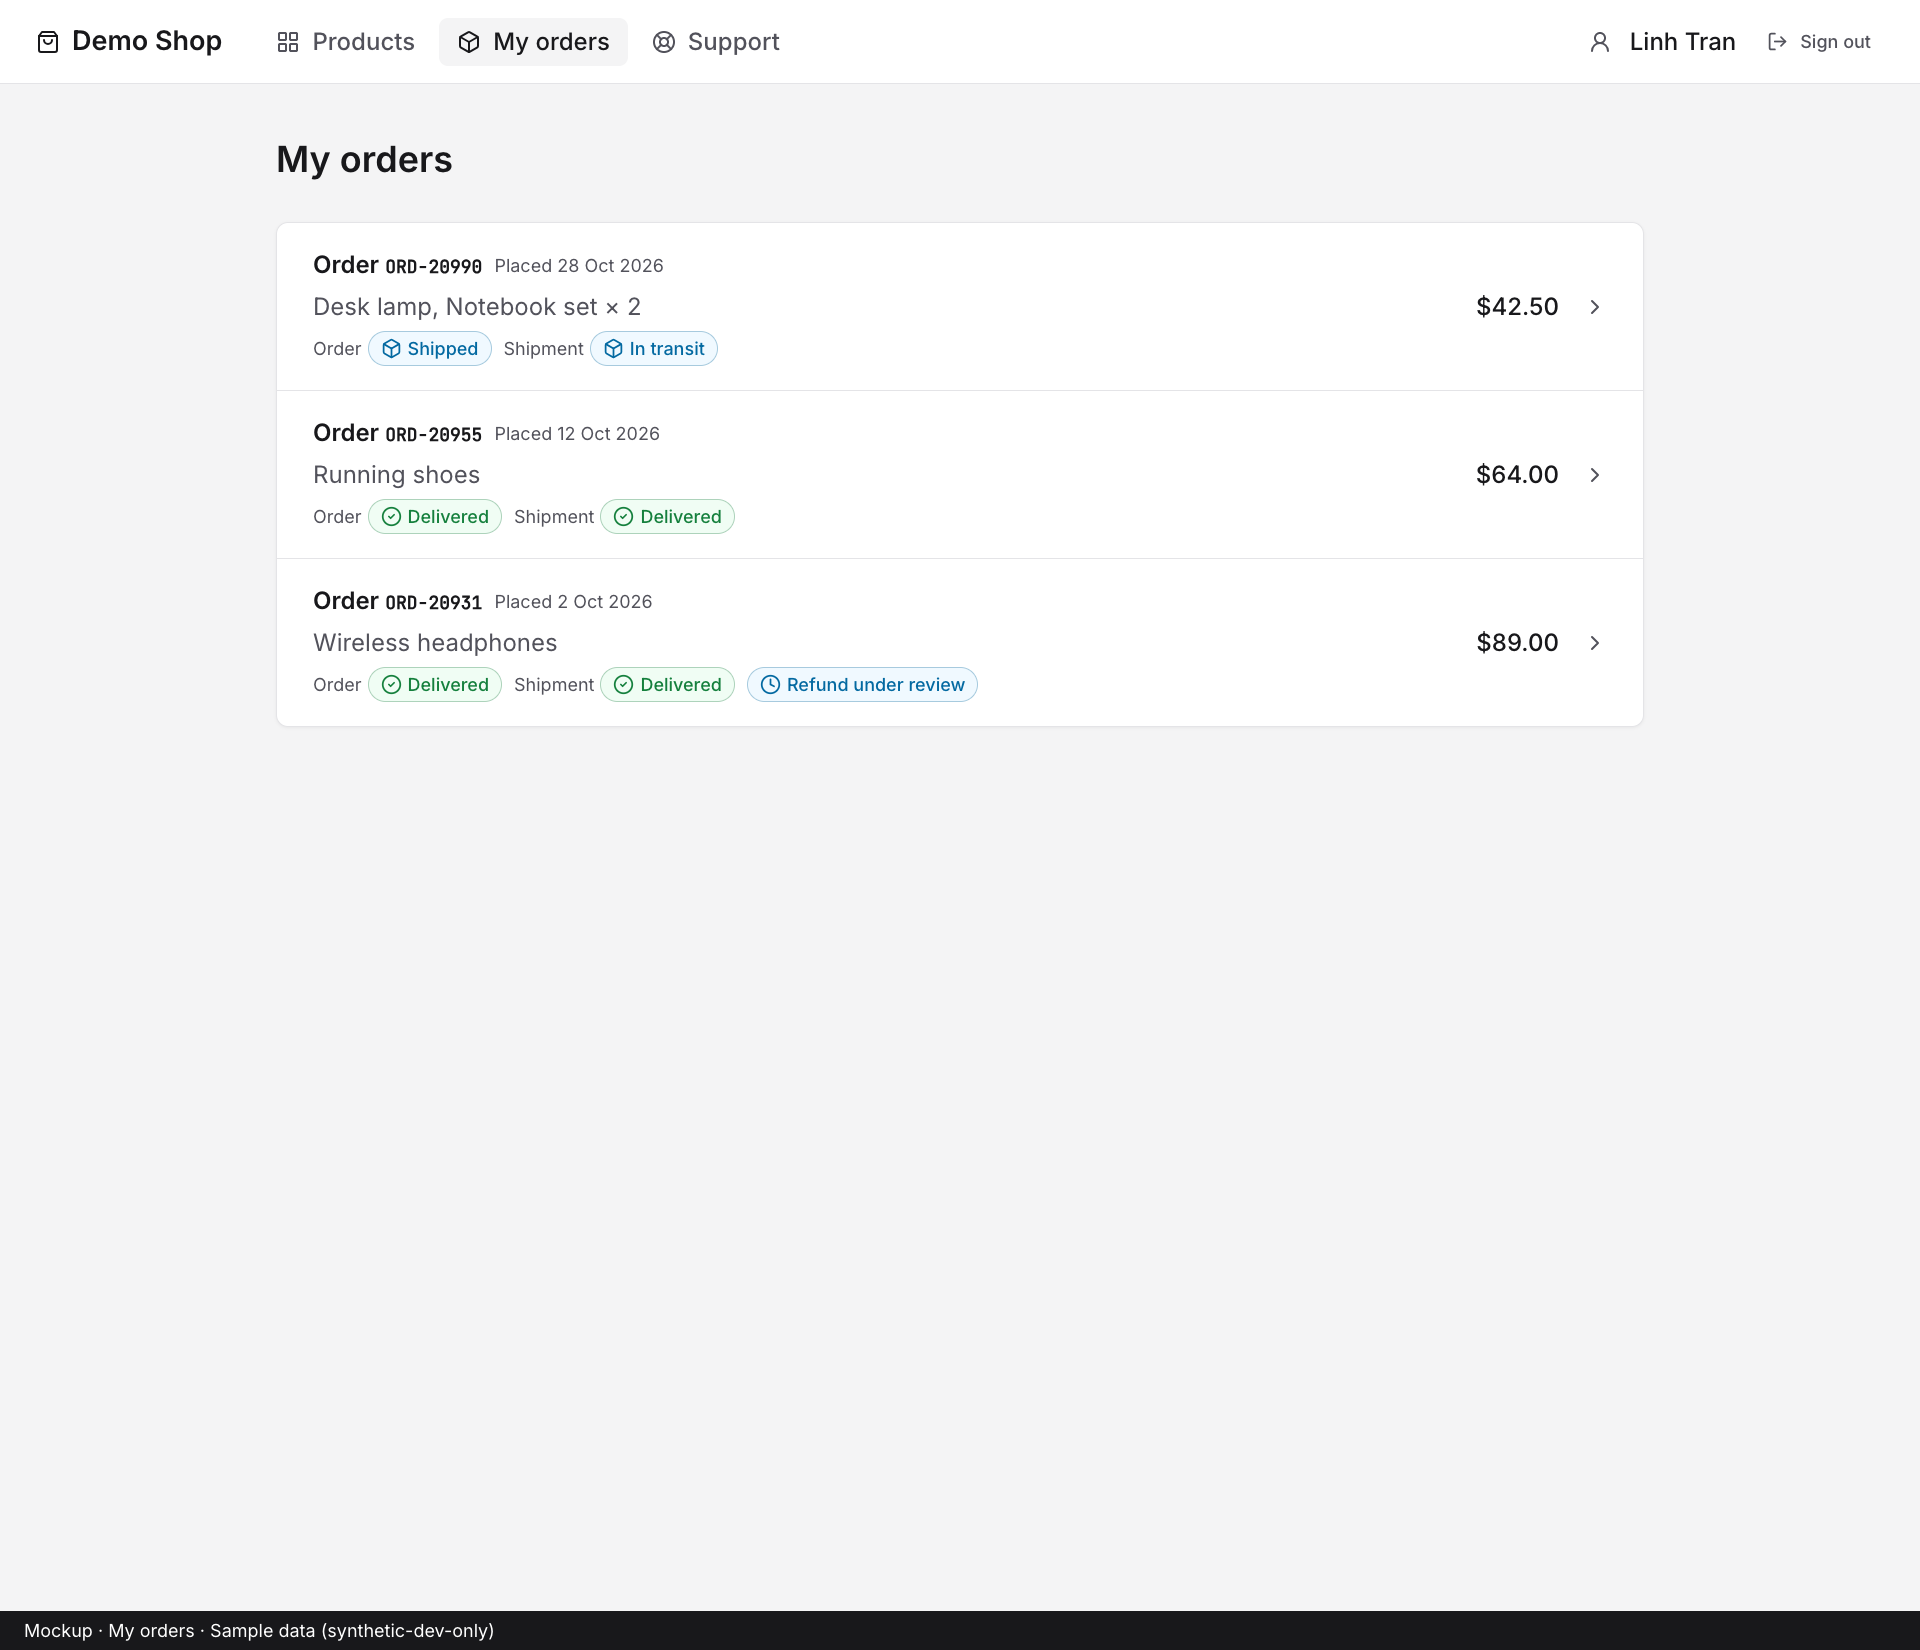 Demo Shop Products My orders Support Linh Tran Sign out
My orders
Order ORD-20990 Placed 28 Oct 2026
Desk lamp, Notebook set × 2 $42.50
Order Shipped Shipment In transit
Order ORD-20955 Placed 12 Oct 2026
Running shoes $64.00
Order Delivered Shipment Delivered
Order ORD-20931 Placed 2 Oct 2026
Wireless headphones $89.00
Order Delivered Shipment Delivered Refund under review
Mockup · My orders · Sample data (synthetic-dev-only)